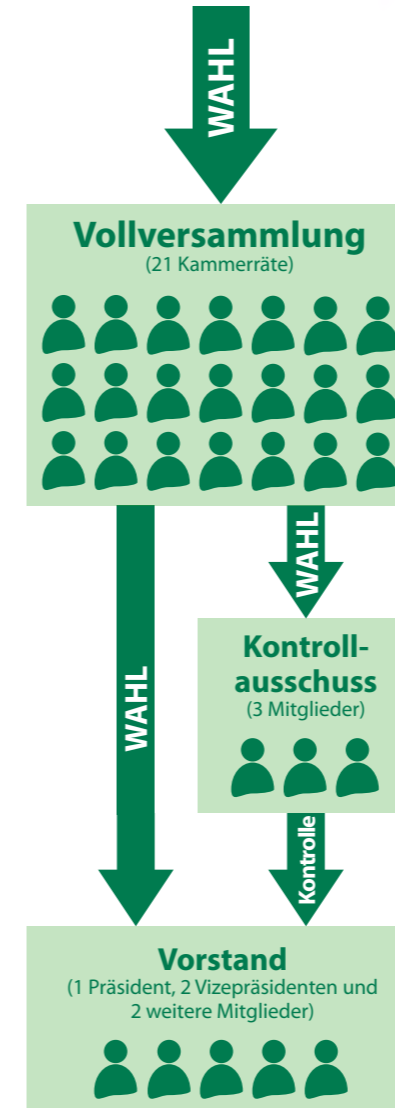 WAHL
Vollversammlung
(21 Kammerräte)
WAHL
WAHL
Kontroll-
ausschuss
(3 Mitglieder)
Kontrolle
Vorstand
(1 Präsident, 2 Vizepräsidenten und
2 weitere Mitglieder)